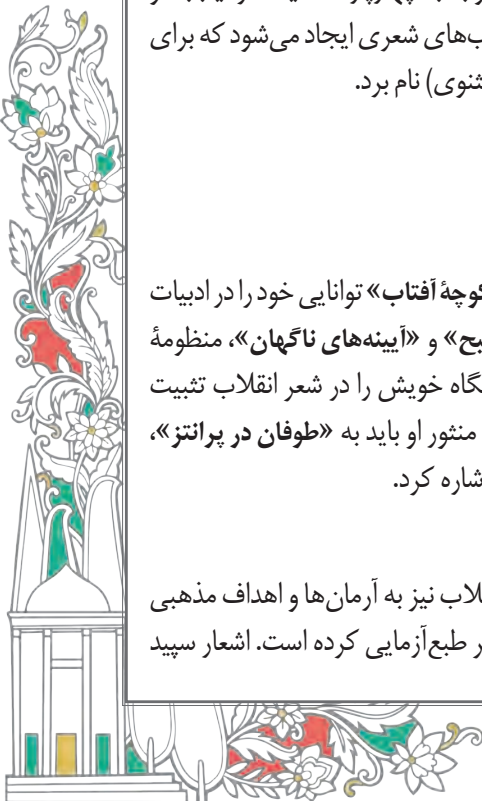 ب‌های شعری ایجاد می‌شود که برای
ثنوی) نام برد.
کوچهٔ آفتاب» توانایی خود را در ادبیات
بح» و «آیینه‌های ناگهان»، منظومهٔ
گاه خویش را در شعر انقلاب تثبیت
منثور او باید به «طوفان در پرانتز»،
شاره کرد.
لاب نیز به آرمان‌ها و اهداف مذهبی
ر طبع‌آزمایی کرده است. اشعار سپید